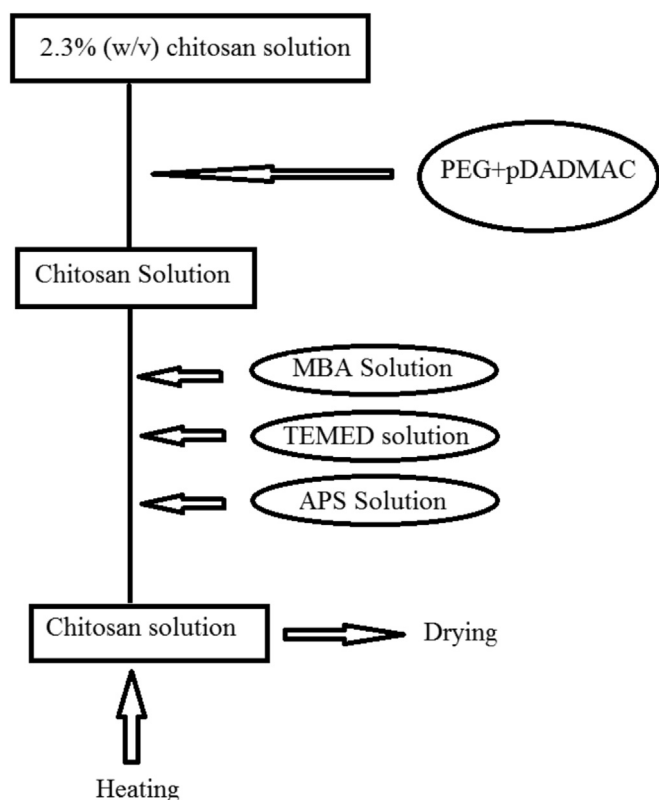 2.3% (w/v) chitosan solution
PEG+pDADMAC
Chitosan Solution
MBA Solution
TEMED solution
APS Solution
Chitosan solution
Drying
Heating